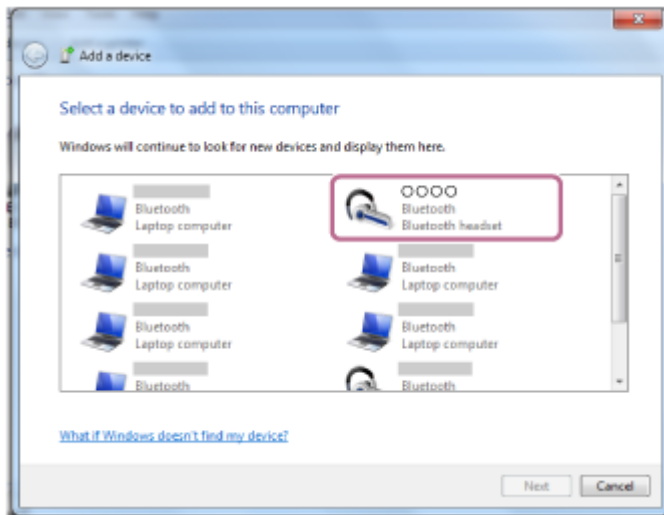 Add a device
Select a device to add to this computer
Windows will continue to look for new devices and display them here.
Bluetooth
Laptop computer
○○○○
Bluetooth
Bluetooth headset
Bluetooth
Laptop computer
Bluetooth
Laptop computer
Bluetooth
Laptop computer
Bluetooth
Laptop computer
Bluetooth
Bluetooth
What if Windows doesn't find my device?
Next
Cancel